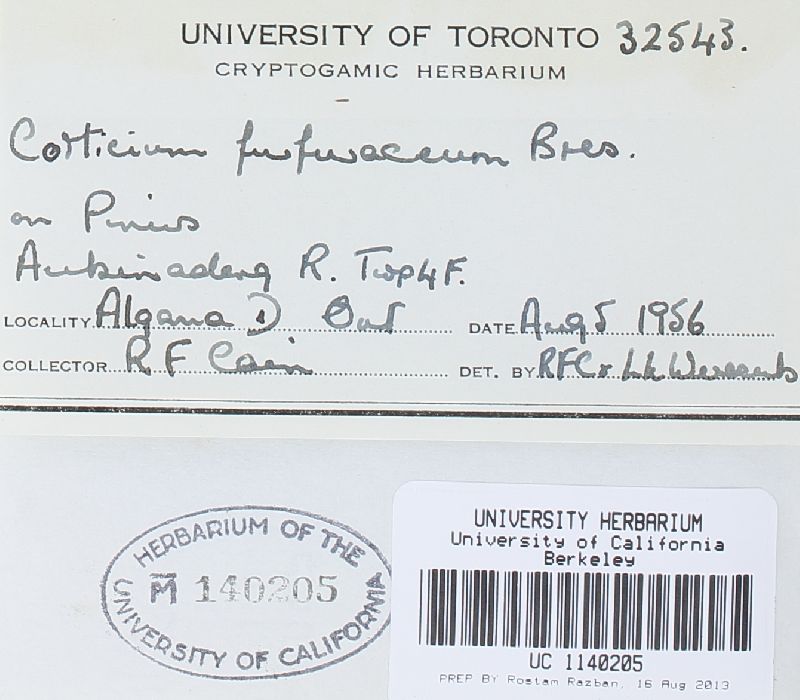 UNIVERSITY OF TORONTO 32543.
CRYPTOGAMIC HERBARIUM
Corticium furfuraceum Bres.
on Pinus
Aubinadong R. Twp4F.
LOCALITY Algoma D Ont DATE Aug 5 1956
COLLECTOR R F Cain DET. BY RFC &
HERBARIUM OF THE
M 140205
UNIVERSITY OF CALIFORNIA
UNIVERSITY HERBARIUM
University of California
Berkeley
UC 1140205
PREP BY Rostam Razban, 16 Aug 2013